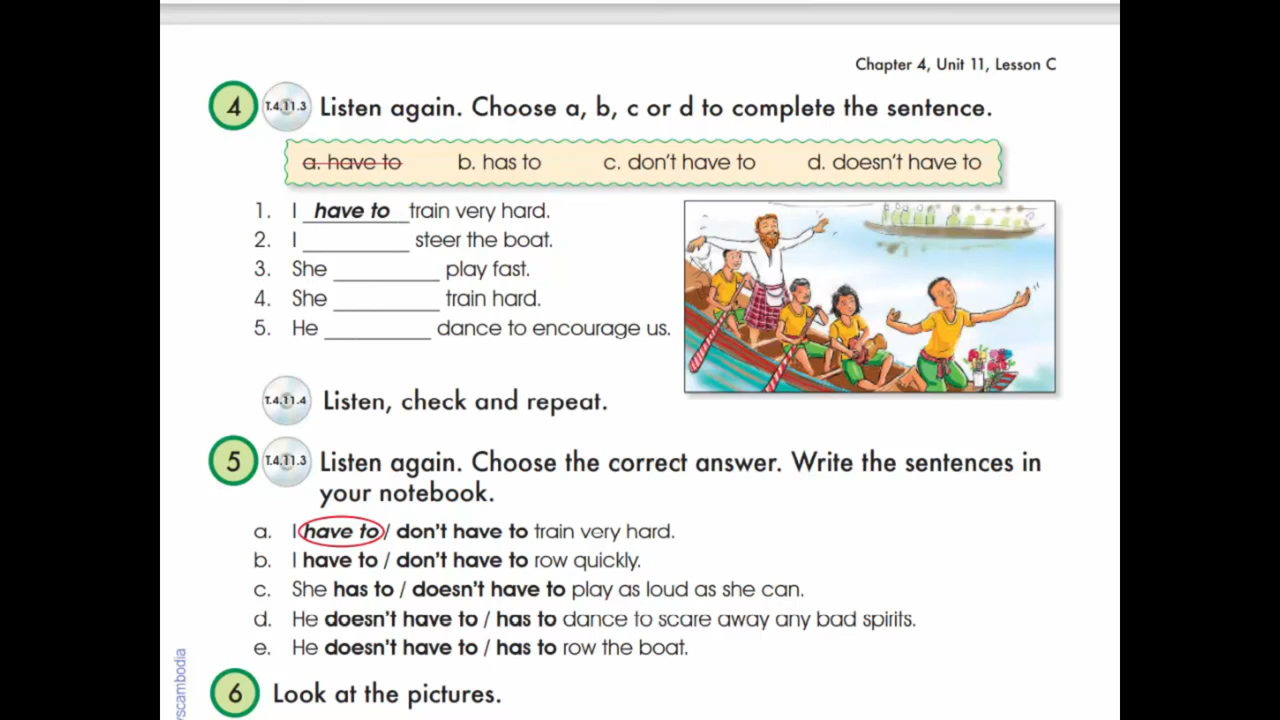 Chapter 4, Unit 11, Lesson C
4 T.4.11.3 Listen again. Choose a, b, c or d to complete the sentence.
a. have to b. has to c. don't have to d. doesn't have to
1. I have to train very hard.
2. I __________ steer the boat.
3. She __________ play fast.
4. She __________ train hard.
5. He __________ dance to encourage us.
T.4.11.4 Listen, check and repeat.
5 T.4.11.3 Listen again. Choose the correct answer. Write the sentences in
your notebook.
a. I have to / don't have to train very hard.
b. I have to / don't have to row quickly.
c. She has to / doesn't have to play as loud as she can.
d. He doesn't have to / has to dance to scare away any bad spirits.
e. He doesn't have to / has to row the boat.
6 Look at the pictures.